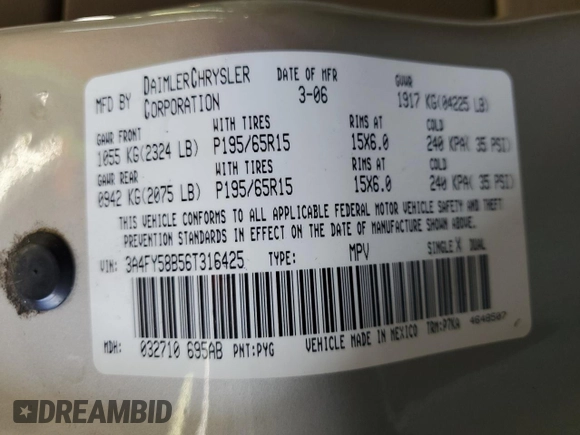 MFD BY DAIMLERCHRYSLER CORPORATION DATE OF MFR 3-06 GVWR 1917 KG(04225 LB)
GAWR FRONT WITH TIRES RIMS AT COLD
1055 KG(2324 LB) P195/65R15 15X6.0 240 KPA( 35 PSI)
GAWR REAR WITH TIRES RIMS AT COLD
0942 KG(2075 LB) P195/65R15 15X6.0 240 KPA( 35 PSI)
THIS VEHICLE CONFORMS TO ALL APPLICABLE FEDERAL MOTOR VEHICLE SAFETY AND THEFT
PREVENTION STANDARDS IN EFFECT ON THE DATE OF MANUFACTURE SHOWN ABOVE.
VIN: 3A4FY58B56T316425 TYPE: MPV SINGLE X DUAL
MDH: 032710 695AB PNT:PYG VEHICLE MADE IN MEXICO TRM:P7KA 4648507
DREAMBID